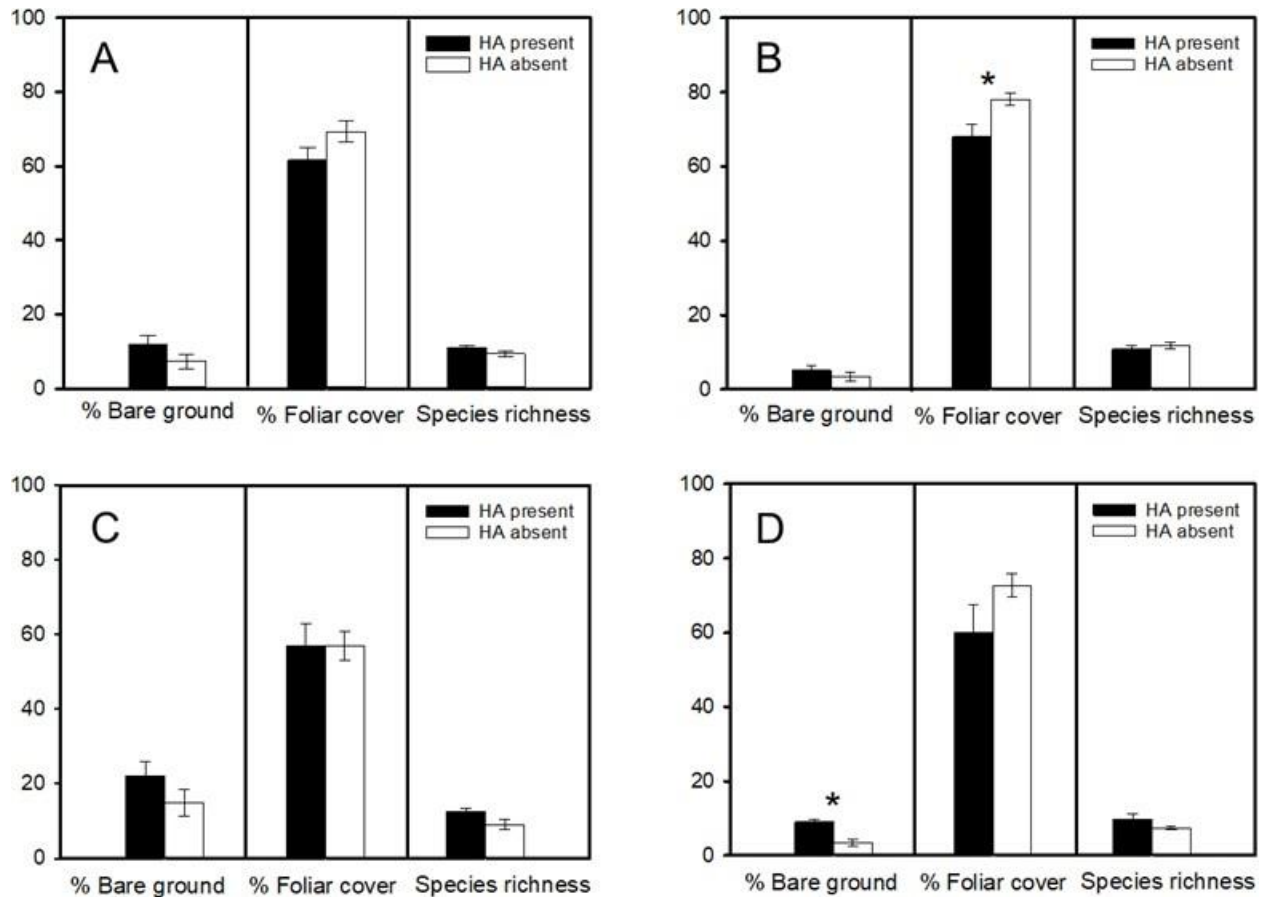 100
80
60
40
20
0
A
HA present
HA absent
% Bare ground
% Foliar cover
Species richness
100
80
60
40
20
0
B
HA present
HA absent
*
% Bare ground
% Foliar cover
Species richness
100
80
60
40
20
0
C
HA present
HA absent
% Bare ground
% Foliar cover
Species richness
100
80
60
40
20
0
D
HA present
HA absent
*
% Bare ground
% Foliar cover
Species richness